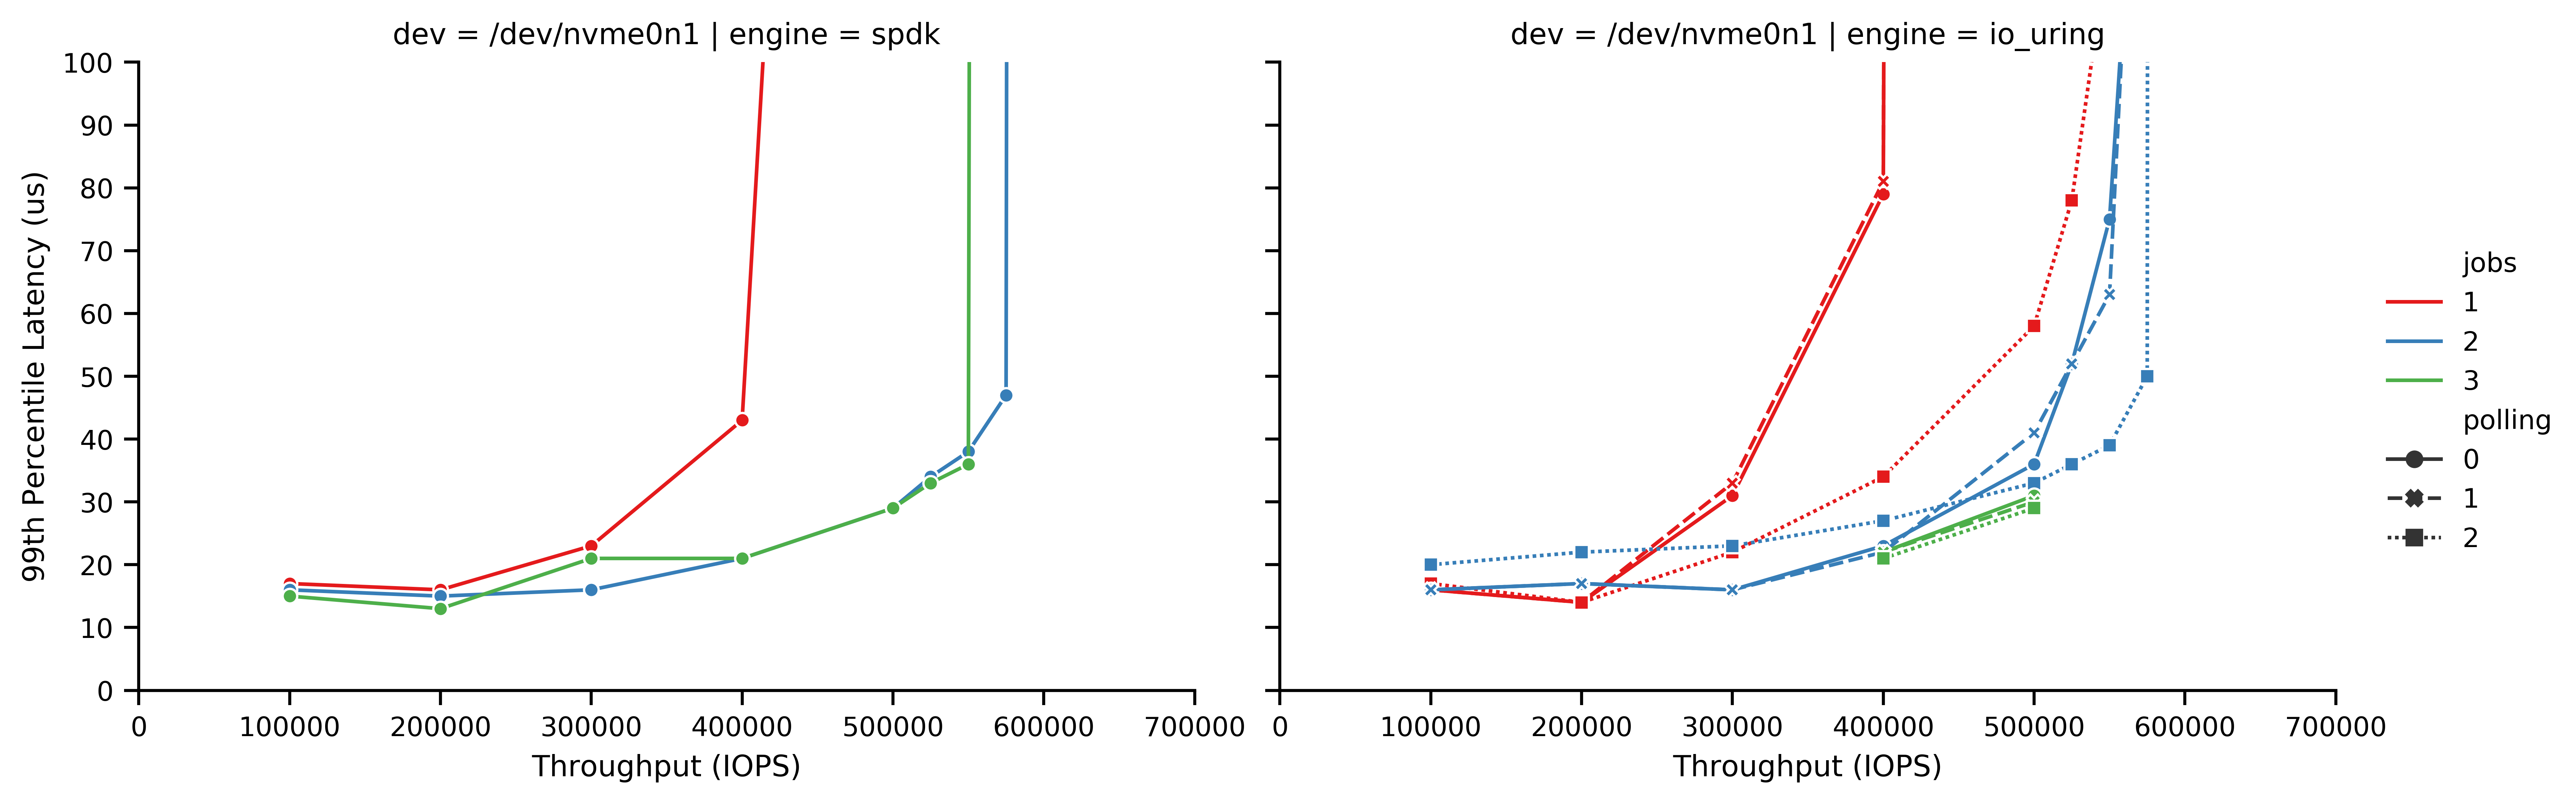 dev = /dev/nvme0n1 | engine = spdk
100
90
80
70
60
50
40
30
20
10
0
99th Percentile Latency (us)
0 100000 200000 300000 400000 500000 600000 700000
Throughput (IOPS)
dev = /dev/nvme0n1 | engine = io_uring
0 100000 200000 300000 400000 500000 600000 700000
Throughput (IOPS)
jobs
1
2
3
polling
0
1
2